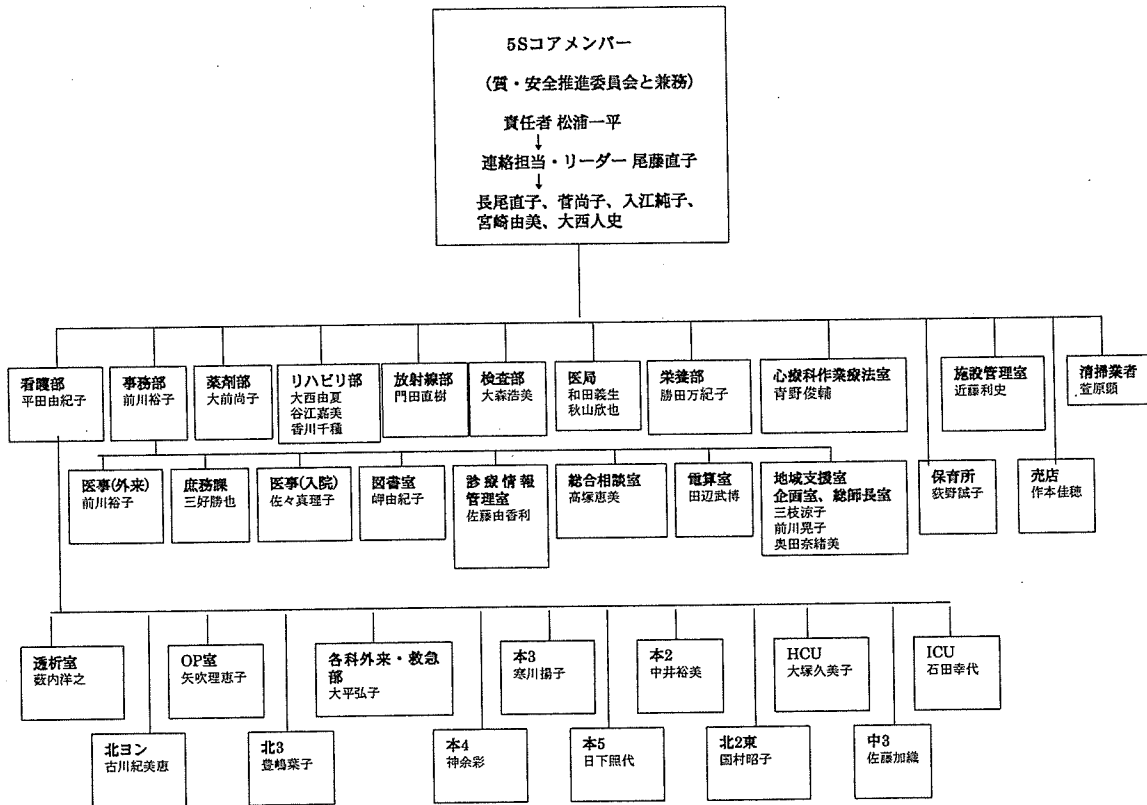 5Sコアメンバー
(質・安全推進委員会と兼務)
責任者 松浦一平
↓
連絡担当・リーダー 尾藤直子
↓
長尾直子、菅尚子、入江純子、
宮崎由美、大西人史
看護部
平田由紀子
事務部
前川裕子
薬剤部
大前尚子
リハビリ部
大西由夏
谷江嘉美
香川千種
放射線部
門田直樹
検査部
大森浩美
医局
和田義生
秋山欣也
栄養部
勝田万紀子
心療科作業療法室
青野俊輔
施設管理室
近藤利史
清掃業者
萱原顕
医事(外来)
前川裕子
庶務課
三好勝也
医事(入院)
佐々真理子
図書室
岬由紀子
診療情報
管理室
佐藤由香利
総合相談室
高塚恵美
電算室
田辺武博
地域支援室
企画室、総師長室
三枝涼子
前川晃子
奥田奈緒美
保育所
荻野誠子
売店
作本佳穂
透析室
薮内洋之
OP室
矢吹理恵子
各科外来・救急
部
大平弘子
本3
寒川揚子
本2
中井裕美
HCU
大塚久美子
ICU
石田幸代
北ヨン
古川紀美恵
北3
豊嶋葉子
本4
神余彩
本5
日下照代
北2東
国村昭子
中3
佐藤加織